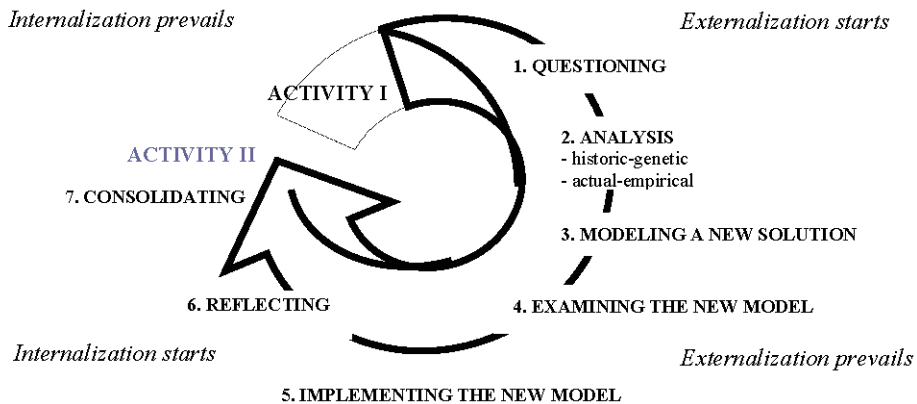 Internalization prevails
Externalization starts
1. QUESTIONING
ACTIVITY I
2. ANALYSIS
- historic-genetic
- actual-empirical
ACTIVITY II
7. CONSOLIDATING
3. MODELING A NEW SOLUTION
6. REFLECTING
4. EXAMINING THE NEW MODEL
Internalization starts
Externalization prevails
5. IMPLEMENTING THE NEW MODEL